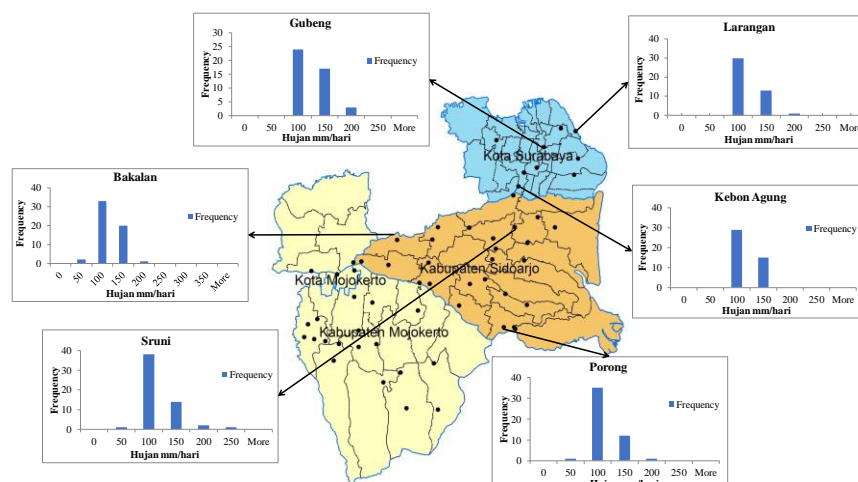 Gubeng
Frequency
30
25
20
15
10
5
0
Frequency
0 50 100 150 200 250 More
Hujan mm/hari
Larangan
Frequency
40
30
20
10
0
0 50 100 150 200 250 More
Hujan mm/hari
Bakalan
Frequency
40
30
20
10
0
Frequency
0 50 100 150 200 250 300 350 More
Hujan mm/hari
Kebon Agung
Frequency
40
30
20
10
0
Frequency
0 50 100 150 200 250 More
Hujan mm/hari
Sruni
Frequency
40
30
20
10
0
Frequency
0 50 100 150 200 250 More
Hujan mm/hari
Porong
Frequency
40
30
20
10
0
Frequency
0 50 100 150 200 250 More
Hujan mm/hari
Kota Surabaya
Kabupaten Sidoarjo
Kota Mojokerto
Kabupaten Mojokerto